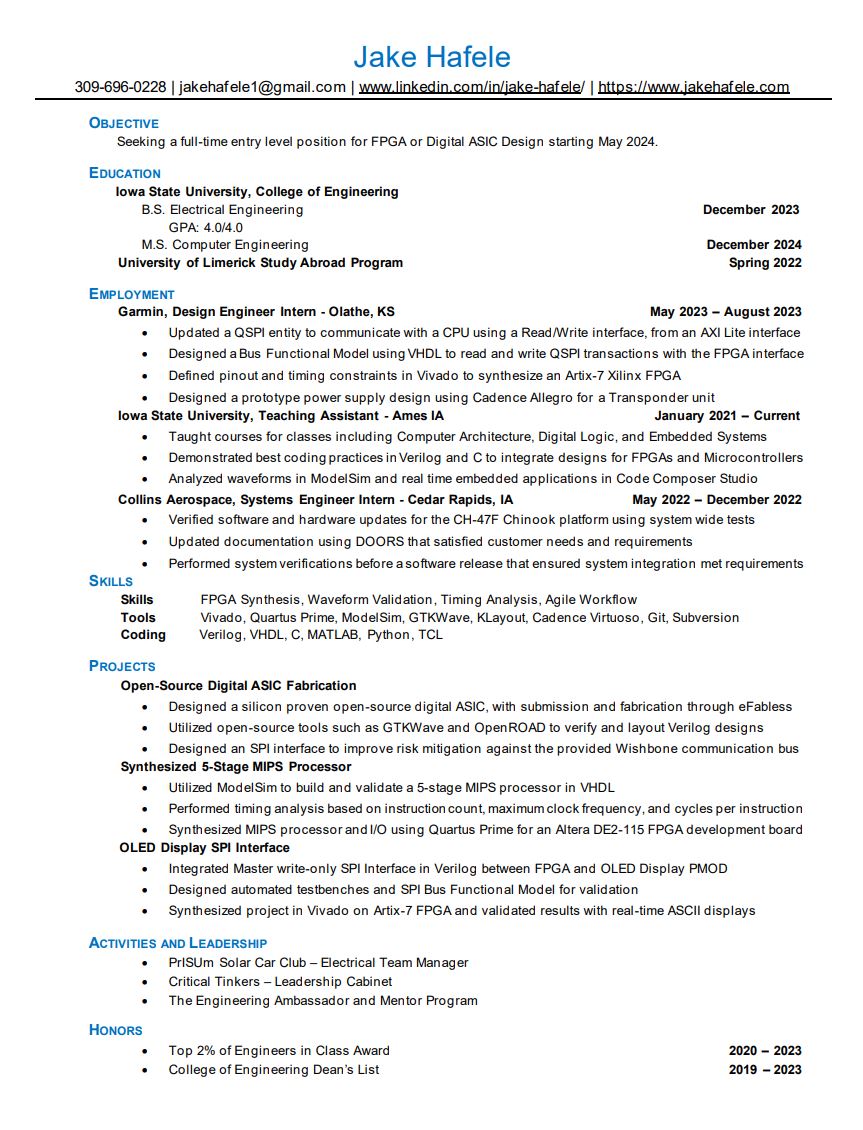 Jake Hafele
309-696-0228 | jakehafele1@gmail.com | www.linkedin.com/in/jake-hafele/ | https://www.jakehafele.com
OBJECTIVE
Seeking a full-time entry level position for FPGA or Digital ASIC Design starting May 2024.
EDUCATION
Iowa State University, College of Engineering
B.S. Electrical Engineering December 2023
GPA: 4.0/4.0
M.S. Computer Engineering December 2024
University of Limerick Study Abroad Program Spring 2022
EMPLOYMENT
Garmin, Design Engineer Intern - Olathe, KS May 2023 – August 2023
• Updated a QSPI entity to communicate with a CPU using a Read/Write interface, from an AXI Lite interface
• Designed a Bus Functional Model using VHDL to read and write QSPI transactions with the FPGA interface
• Defined pinout and timing constraints in Vivado to synthesize an Artix-7 Xilinx FPGA
• Designed a prototype power supply design using Cadence Allegro for a Transponder unit
Iowa State University, Teaching Assistant - Ames IA January 2021 – Current
• Taught courses for classes including Computer Architecture, Digital Logic, and Embedded Systems
• Demonstrated best coding practices in Verilog and C to integrate designs for FPGAs and Microcontrollers
• Analyzed waveforms in ModelSim and real time embedded applications in Code Composer Studio
Collins Aerospace, Systems Engineer Intern - Cedar Rapids, IA May 2022 – December 2022
• Verified software and hardware updates for the CH-47F Chinook platform using system wide tests
• Updated documentation using DOORS that satisfied customer needs and requirements
• Performed system verifications before a software release that ensured system integration met requirements
SKILLS
Skills FPGA Synthesis, Waveform Validation, Timing Analysis, Agile Workflow
Tools Vivado, Quartus Prime, ModelSim, GTKWave, KLayout, Cadence Virtuoso, Git, Subversion
Coding Verilog, VHDL, C, MATLAB, Python, TCL
PROJECTS
Open-Source Digital ASIC Fabrication
• Designed a silicon proven open-source digital ASIC, with submission and fabrication through eFabless
• Utilized open-source tools such as GTKWave and OpenROAD to verify and layout Verilog designs
• Designed an SPI interface to improve risk mitigation against the provided Wishbone communication bus
Synthesized 5-Stage MIPS Processor
• Utilized ModelSim to build and validate a 5-stage MIPS processor in VHDL
• Performed timing analysis based on instruction count, maximum clock frequency, and cycles per instruction
• Synthesized MIPS processor and I/O using Quartus Prime for an Altera DE2-115 FPGA development board
OLED Display SPI Interface
• Integrated Master write-only SPI Interface in Verilog between FPGA and OLED Display PMOD
• Designed automated testbenches and SPI Bus Functional Model for validation
• Synthesized project in Vivado on Artix-7 FPGA and validated results with real-time ASCII displays
ACTIVITIES AND LEADERSHIP
• PrISUm Solar Car Club – Electrical Team Manager
• Critical Tinkers – Leadership Cabinet
• The Engineering Ambassador and Mentor Program
HONORS
• Top 2% of Engineers in Class Award 2020 – 2023
• College of Engineering Dean's List 2019 – 2023